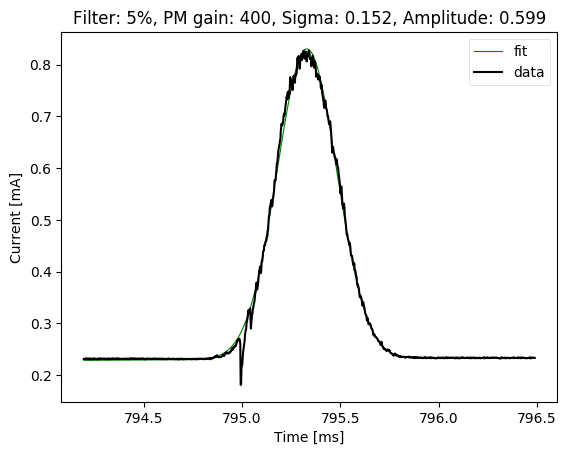 Filter: 5%, PM gain: 400, Sigma: 0.152, Amplitude: 0.599
fit
data
0.8
0.7
0.6
0.5
0.4
0.3
0.2
Current [mA]
794.5 795.0 795.5 796.0 796.5
Time [ms]